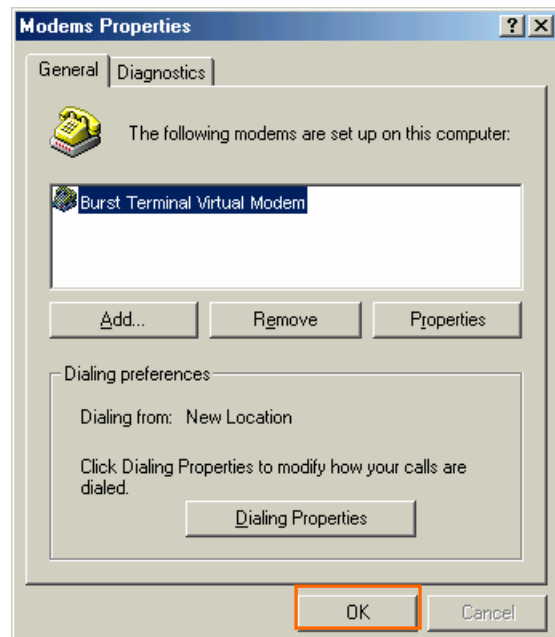 Modems Properties
General
Diagnostics
The following modems are set up on this computer:
Burst Terminal Virtual Modem
Add...
Remove
Properties
Dialing preferences
Dialing from: New Location
Click Dialing Properties to modify how your calls are
dialed.
Dialing Properties
OK
Cancel